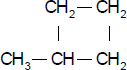 CH₂ — CH₂
CH₃ — CH — CH₂